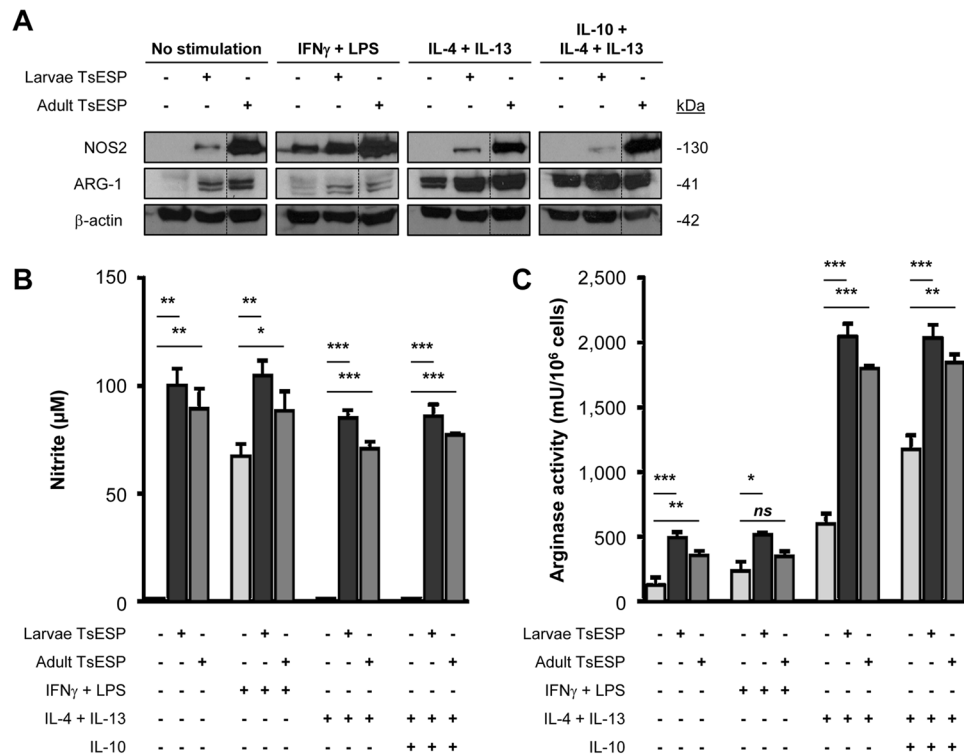 A
No stimulation
IFNγ + LPS
IL-4 + IL-13
IL-10 +
IL-4 + IL-13
Larvae TsESP - + - - + - - + - - + -
Adult TsESP - - + - - + - - + - - + kDa
NOS2 -130
ARG-1 -41
β-actin -42
B
Nitrite (µM)
150
100
50
0
** ** ** * *** *** *** ***
Larvae TsESP - + - - + - - + - - + -
Adult TsESP - - + - - + - - + - - +
IFNγ + LPS - - - + + + - - - - - -
IL-4 + IL-13 - - - - - - + + + + + +
IL-10 - - - - - - - - - + + +
C
Arginase activity (mU/10⁶ cells)
2,500
2,000
1,500
1,000
500
0
*** ** * ns *** *** *** **
Larvae TsESP - + - - + - - + - - + -
Adult TsESP - - + - - + - - + - - +
IFNγ + LPS - - - + + + - - - - - -
IL-4 + IL-13 - - - - - - + + + + + +
IL-10 - - - - - - - - - + + +